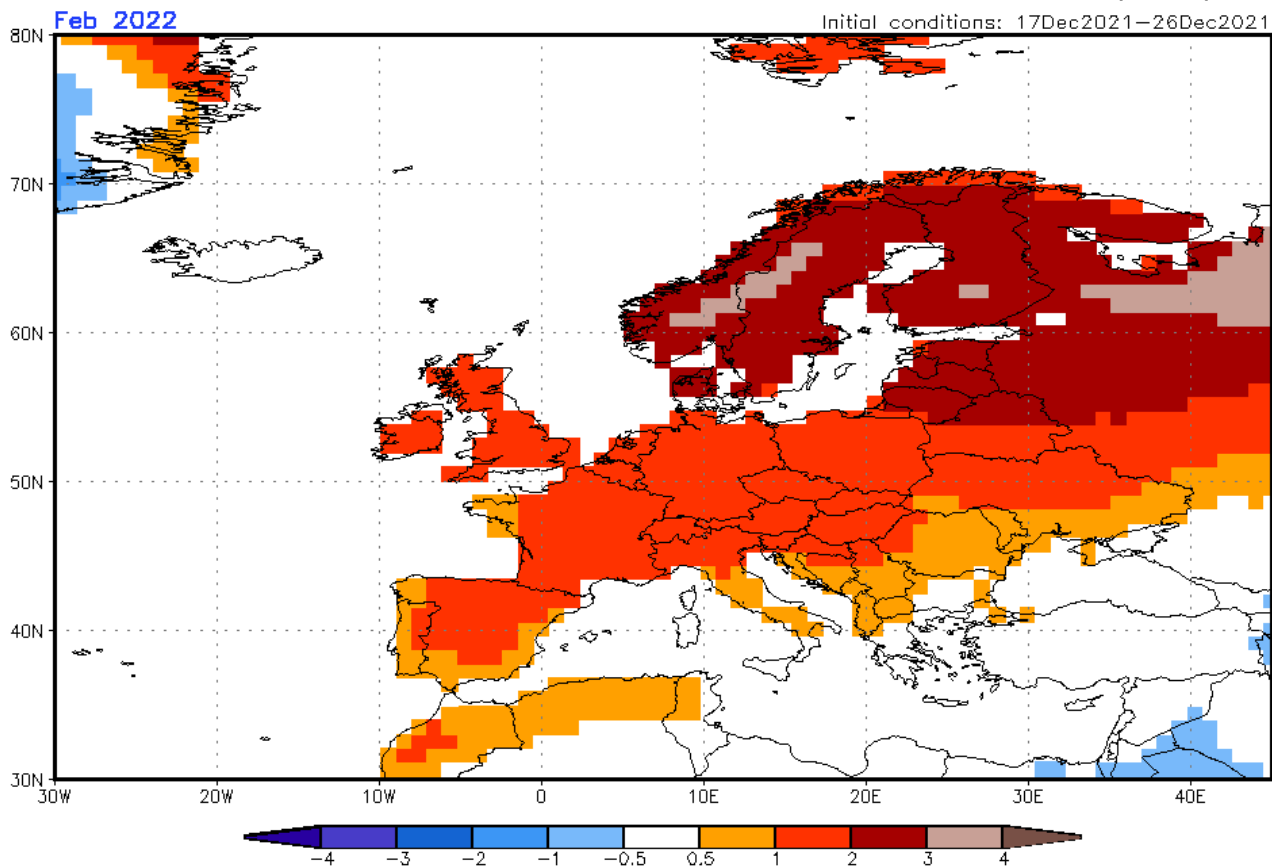 Feb 2022
Initial conditions: 17Dec2021–26Dec2021
80N
70N
60N
50N
40N
30N
30W 20W 10W 0 10E 20E 30E 40E
-4 -3 -2 -1 -0.5 0.5 1 2 3 4